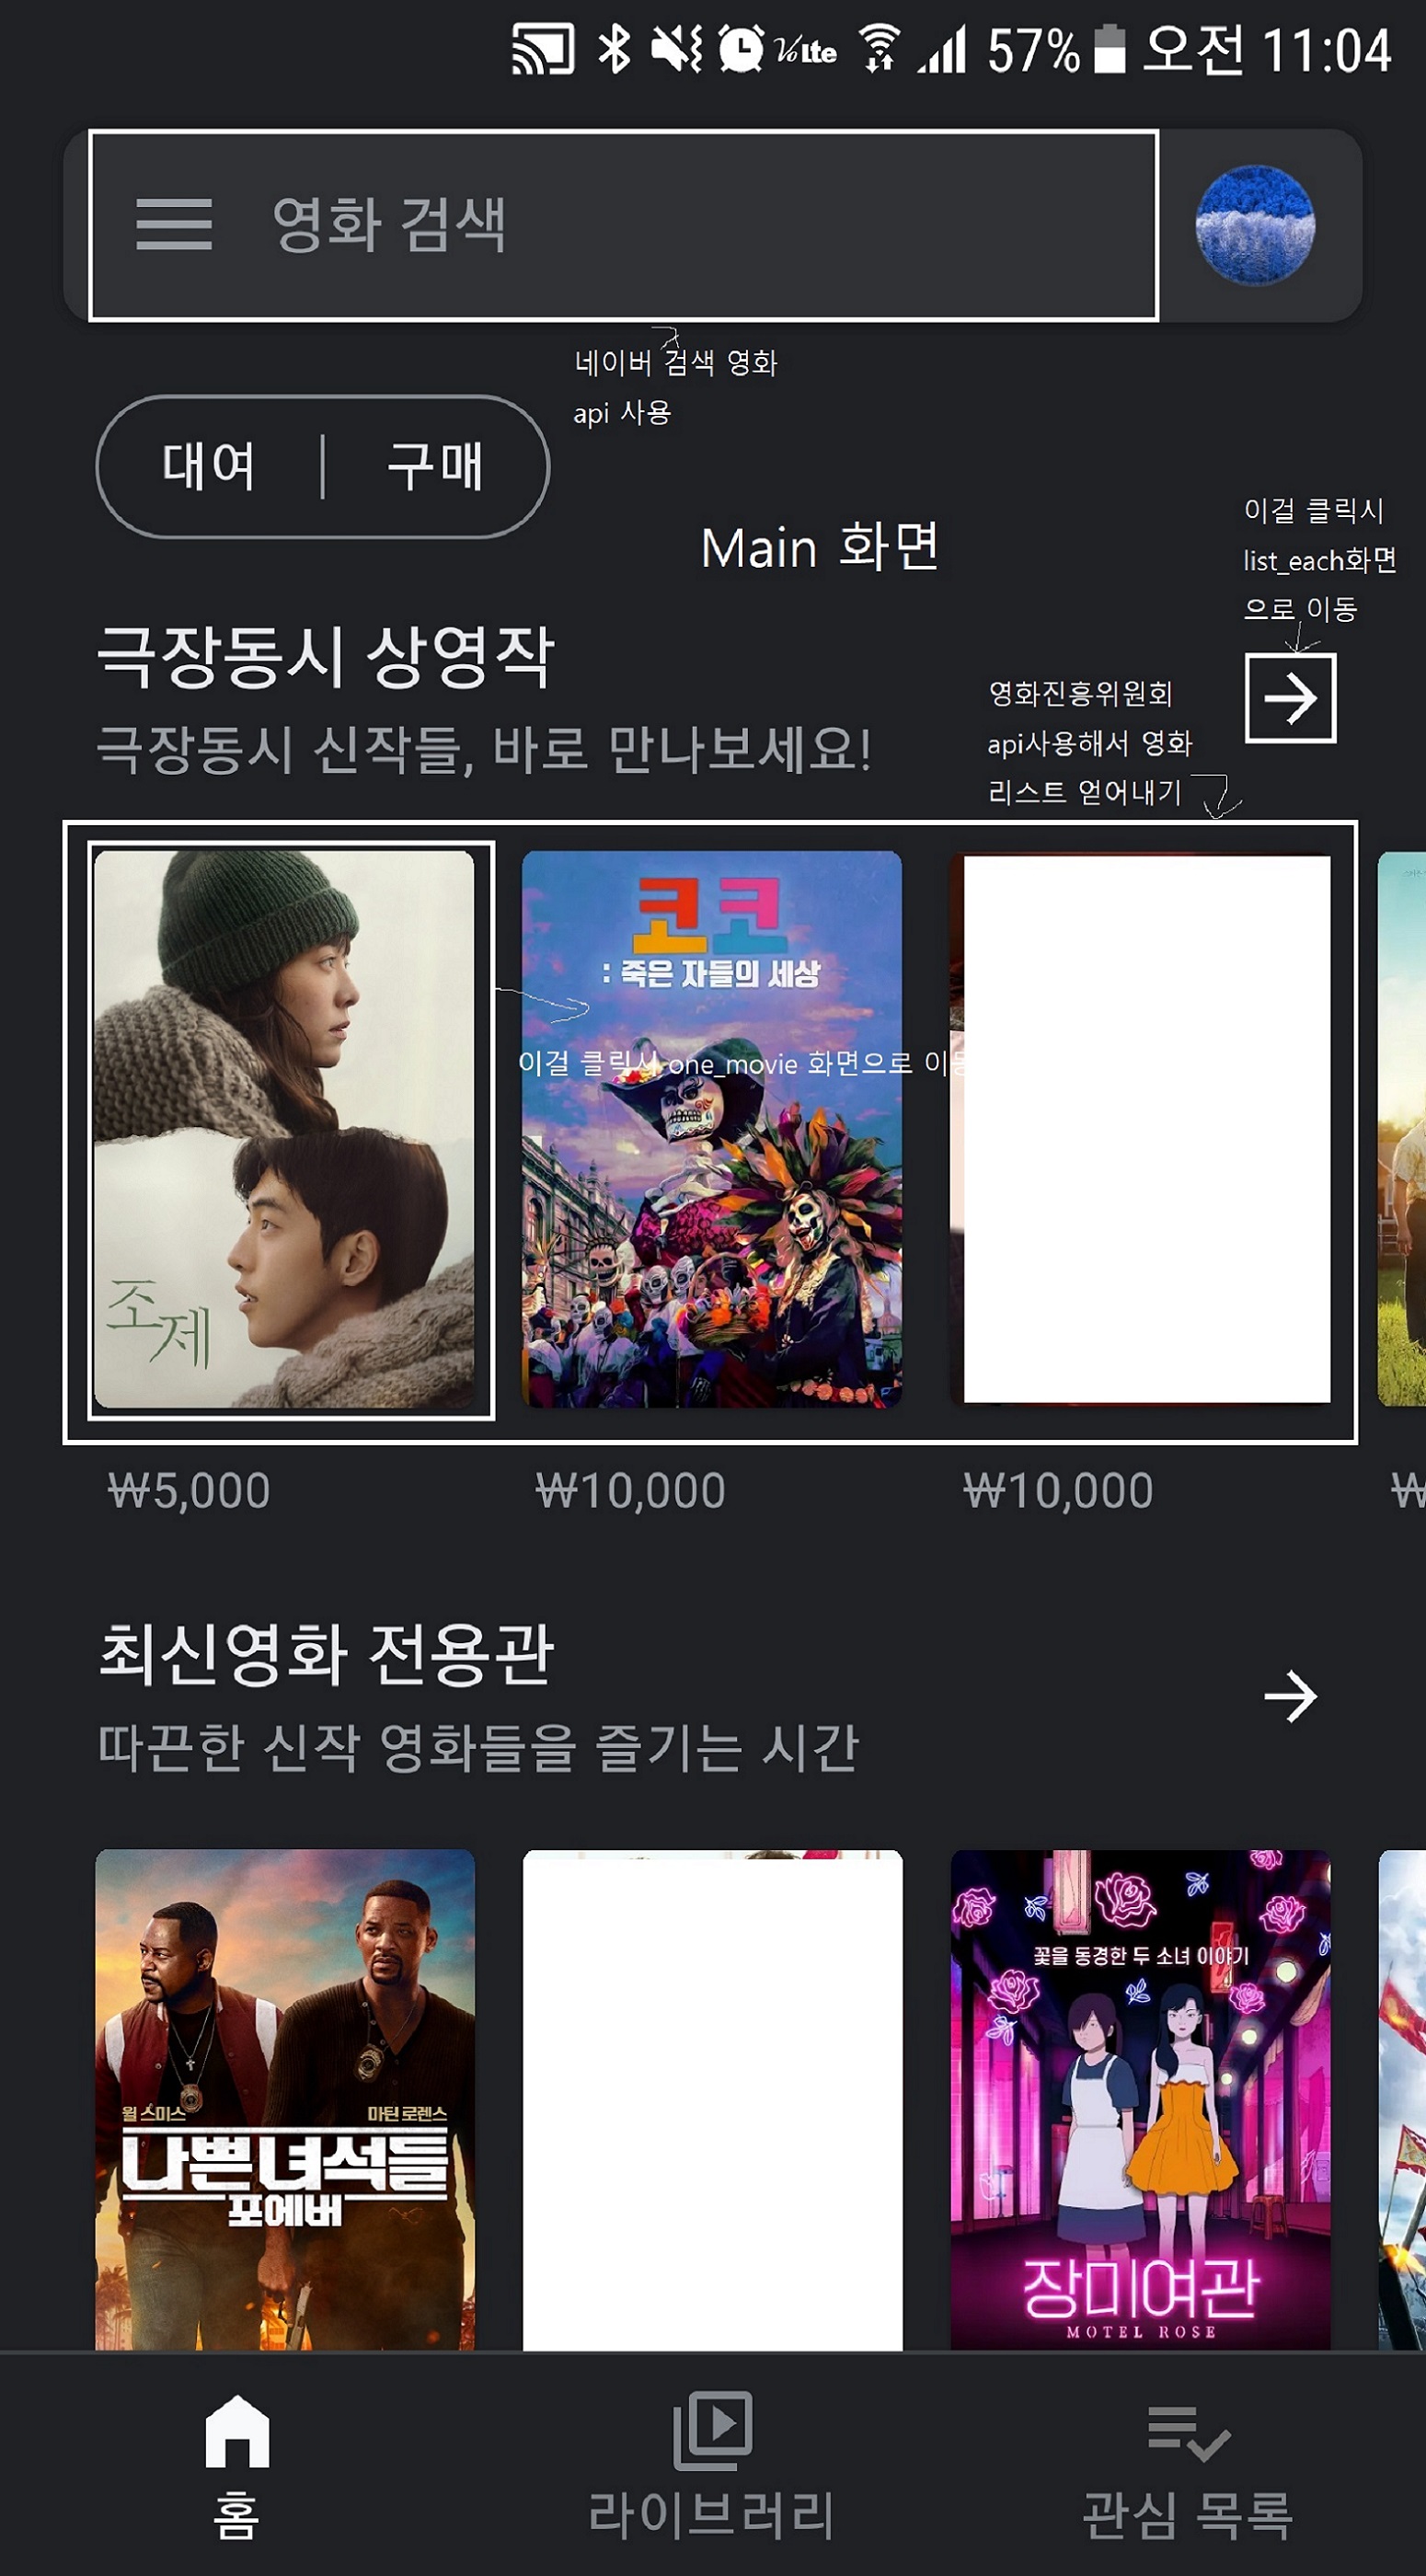 57% 오전 11:04
영화 검색
네이버 검색 영화
api 사용
대여 | 구매
Main 화면
이걸 클릭시
list_each화면
으로 이동
극장동시 상영작
극장동시 신작들, 바로 만나보세요!
영화진흥위원회
api사용해서 영화
리스트 얻어내기
조제
코코
: 죽은 자들의 세상
이걸 클릭시 one_movie 화면으로 이동
₩5,000
₩10,000
₩10,000
₩
최신영화 전용관
따끈한 신작 영화들을 즐기는 시간
윌 스미스 마틴 로렌스
나쁜 녀석들
포에버
꽃을 동경한 두 소녀 이야기
장미여관
MOTEL ROSE
홈
라이브러리
관심 목록